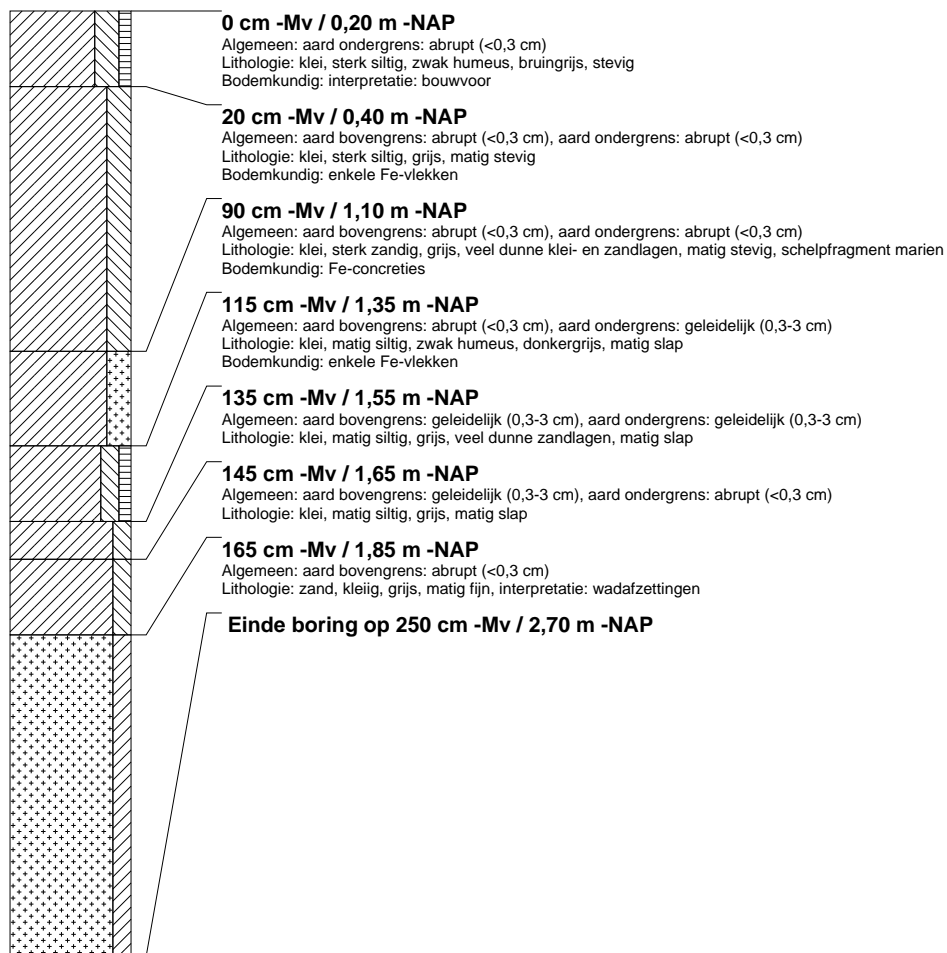 0 cm -Mv / 0,20 m -NAP
Algemeen: aard ondergrens: abrupt (<0,3 cm)
Lithologie: klei, sterk siltig, zwak humeus, bruingrijs, stevig
Bodemkundig: interpretatie: bouwvoor
20 cm -Mv / 0,40 m -NAP
Algemeen: aard bovengrens: abrupt (<0,3 cm), aard ondergrens: abrupt (<0,3 cm)
Lithologie: klei, sterk siltig, grijs, matig stevig
Bodemkundig: enkele Fe-vlekken
90 cm -Mv / 1,10 m -NAP
Algemeen: aard bovengrens: abrupt (<0,3 cm), aard ondergrens: abrupt (<0,3 cm)
Lithologie: klei, sterk zandig, grijs, veel dunne klei- en zandlagen, matig stevig, schelpfragment marien
Bodemkundig: Fe-concreties
115 cm -Mv / 1,35 m -NAP
Algemeen: aard bovengrens: abrupt (<0,3 cm), aard ondergrens: geleidelijk (0,3-3 cm)
Lithologie: klei, matig siltig, zwak humeus, donkergrijs, matig slap
Bodemkundig: enkele Fe-vlekken
135 cm -Mv / 1,55 m -NAP
Algemeen: aard bovengrens: geleidelijk (0,3-3 cm), aard ondergrens: geleidelijk (0,3-3 cm)
Lithologie: klei, matig siltig, grijs, veel dunne zandlagen, matig slap
145 cm -Mv / 1,65 m -NAP
Algemeen: aard bovengrens: geleidelijk (0,3-3 cm), aard ondergrens: abrupt (<0,3 cm)
Lithologie: klei, matig siltig, grijs, matig slap
165 cm -Mv / 1,85 m -NAP
Algemeen: aard bovengrens: abrupt (<0,3 cm)
Lithologie: zand, kleiig, grijs, matig fijn, interpretatie: wadafzettingen
Einde boring op 250 cm -Mv / 2,70 m -NAP